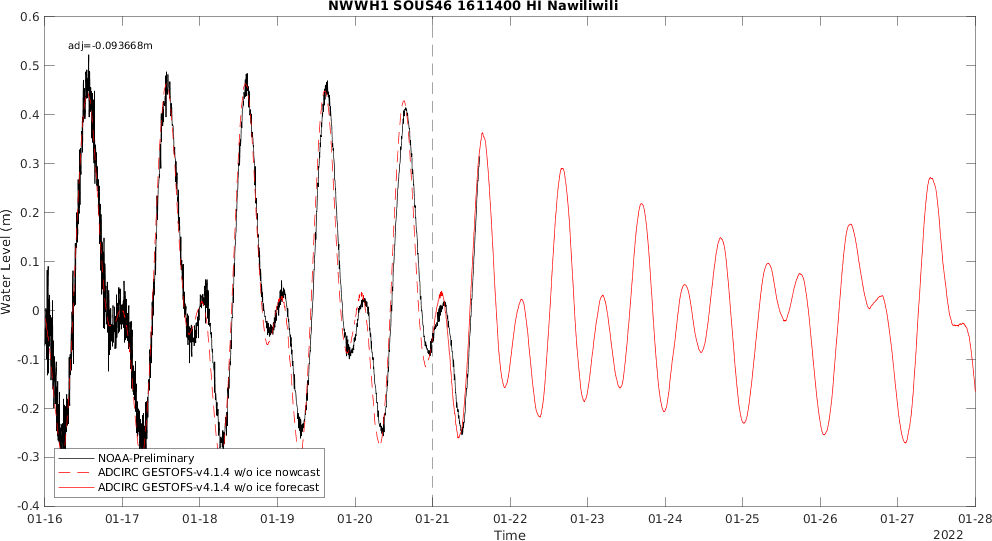 NWWH1 SOUS46 1611400 HI Nawiliwili
adj=-0.093668m
Water Level (m)
0.6
0.5
0.4
0.3
0.2
0.1
0
-0.1
-0.2
-0.3
-0.4
NOAA-Preliminary
ADCIRC GESTOFS-v4.1.4 w/o ice nowcast
ADCIRC GESTOFS-v4.1.4 w/o ice forecast
01-16 01-17 01-18 01-19 01-20 01-21 01-22 01-23 01-24 01-25 01-26 01-27 01-28
Time
2022